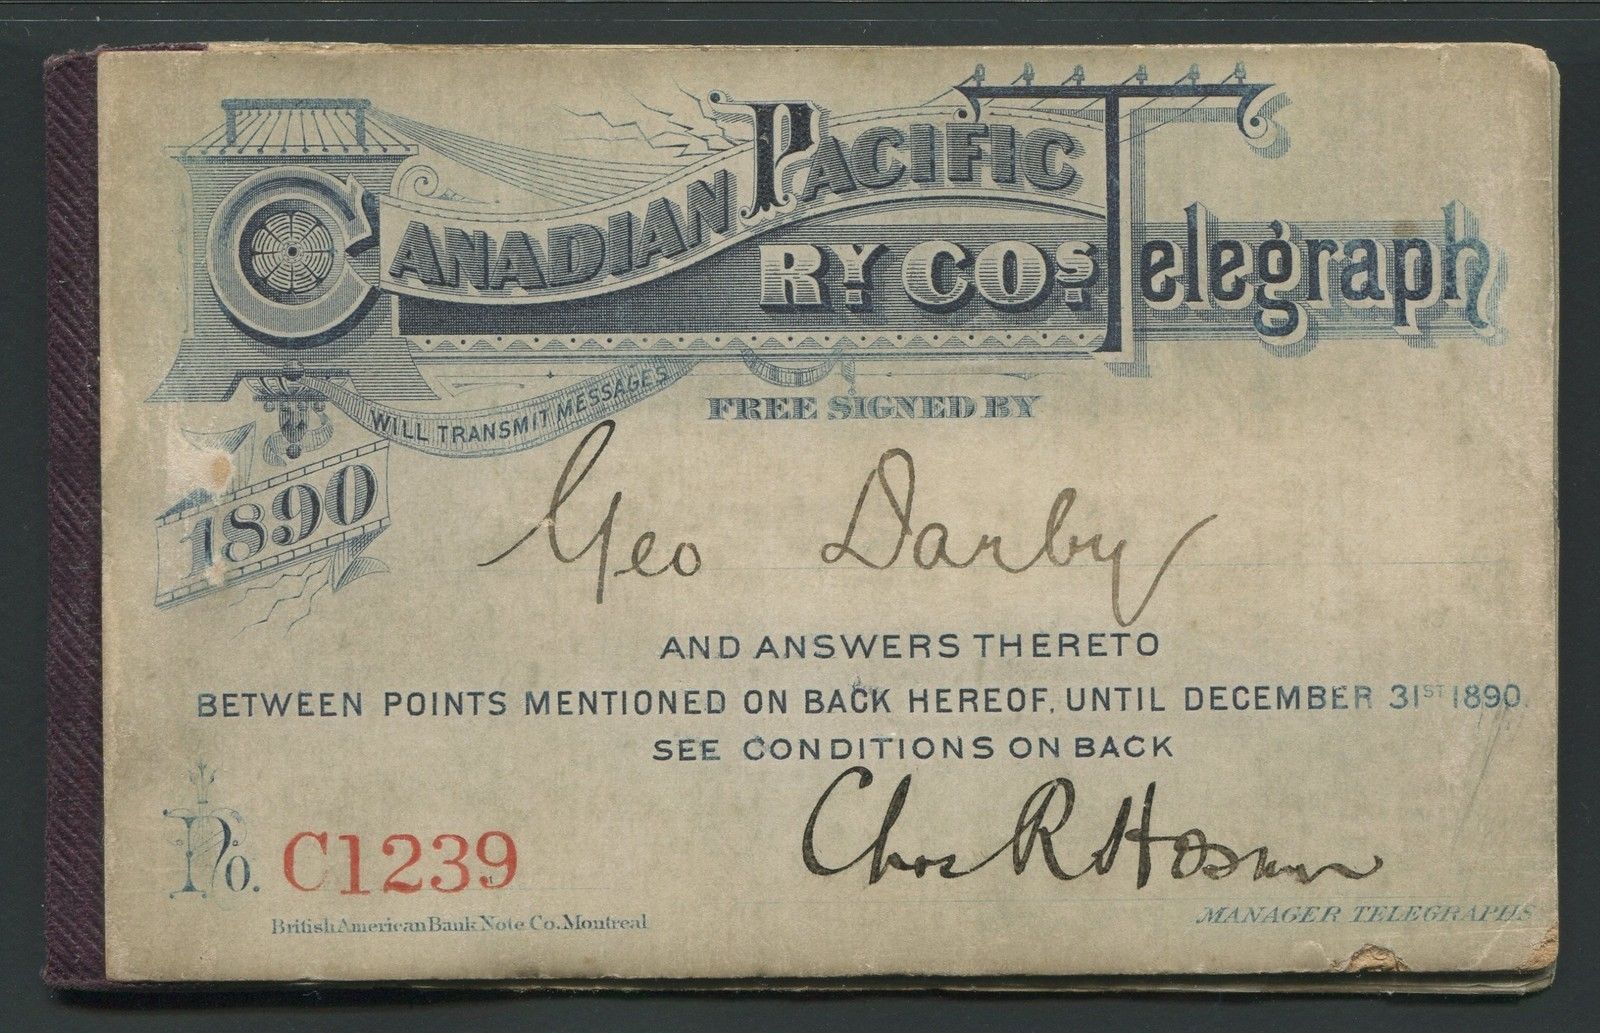 CANADIAN PACIFIC
RY COS Telegraph
WILL TRANSMIT MESSAGES
FREE SIGNED BY
1890
Geo Darby
AND ANSWERS THERETO
BETWEEN POINTS MENTIONED ON BACK HEREOF, UNTIL DECEMBER 31ST 1890.
SEE CONDITIONS ON BACK
No. C1239
Chas R Hosmer
British American Bank Note Co. Montreal
MANAGER TELEGRAPHS